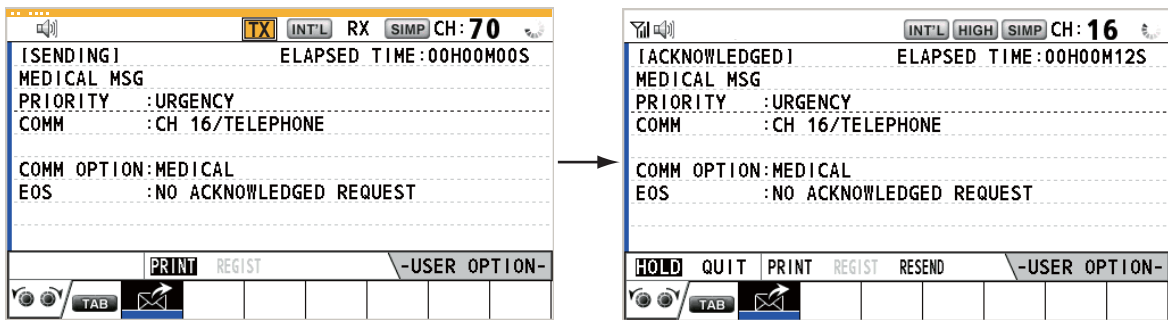 TX INT'L RX SIMP CH: 70
[SENDING] ELAPSED TIME:00H00M00S
MEDICAL MSG
PRIORITY :URGENCY
COMM :CH 16/TELEPHONE
COMM OPTION:MEDICAL
EOS :NO ACKNOWLEDGED REQUEST
PRINT REGIST -USER OPTION-
TAB
INT'L HIGH SIMP CH: 16
[ACKNOWLEDGED] ELAPSED TIME:00H00M12S
MEDICAL MSG
PRIORITY :URGENCY
COMM :CH 16/TELEPHONE
COMM OPTION:MEDICAL
EOS :NO ACKNOWLEDGED REQUEST
HOLD QUIT PRINT REGIST RESEND -USER OPTION-
TAB